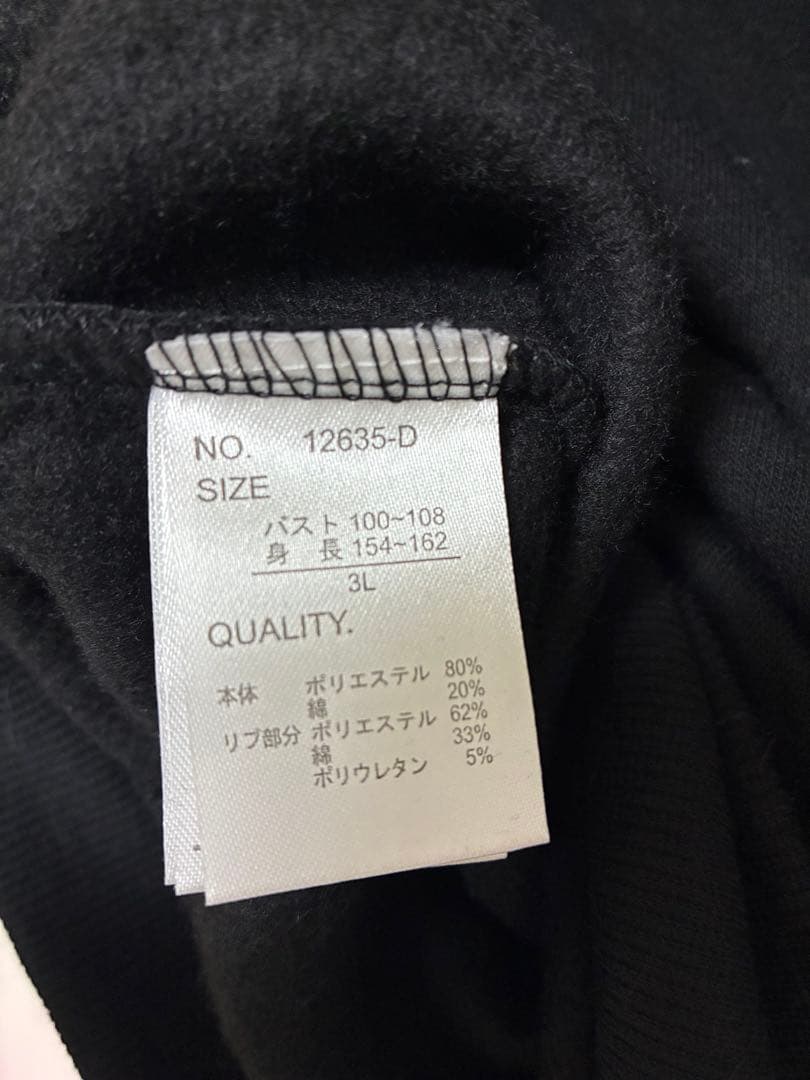 NO. 12635-D
SIZE
バスト 100~108
身 長 154~162
3L
QUALITY.
本体 ポリエステル 80%
綿 20%
リブ部分 ポリエステル 62%
綿 33%
ポリウレタン 5%